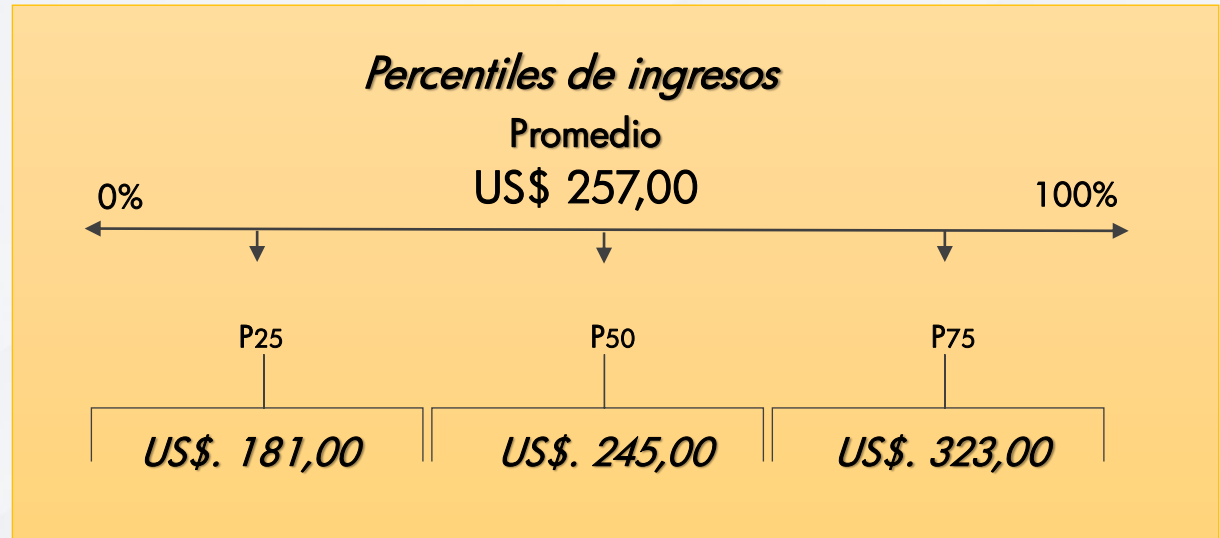 Percentiles de ingresos
Promedio
US$ 257,00
0%
100%
P25
P50
P75
US$. 181,00
US$. 245,00
US$. 323,00